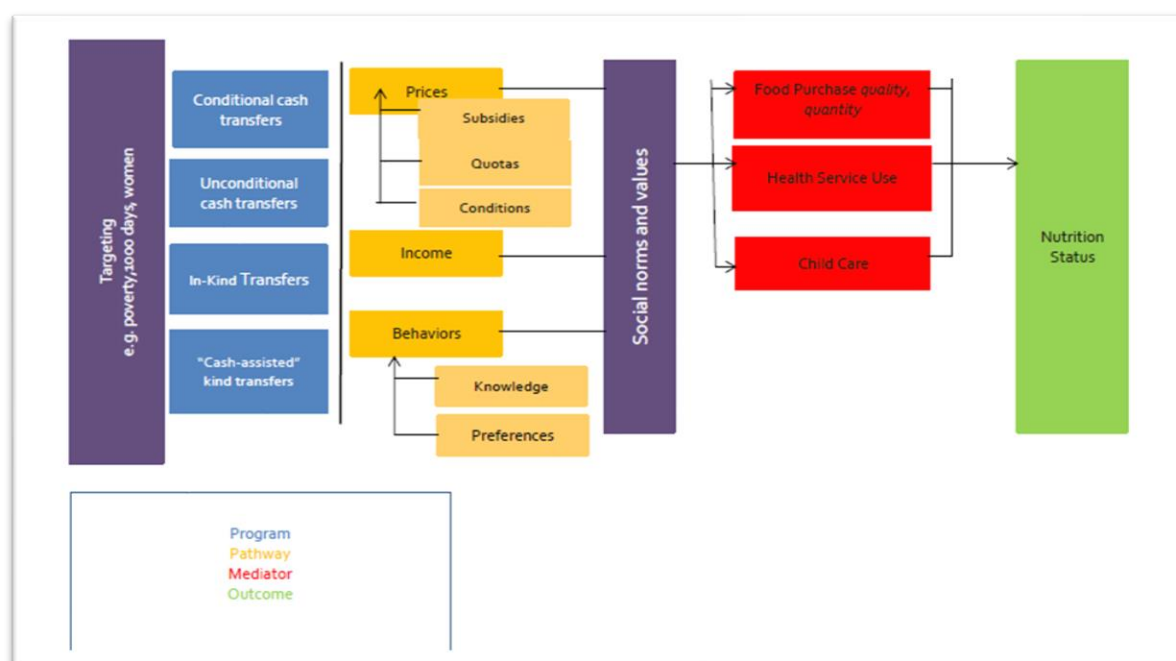 Targeting
e.g. poverty,1000 days, women
Conditional cash
transfers
Unconditional
cash transfers
In-Kind Transfers
"Cash-assisted"
kind transfers
Prices
Subsidies
Quotas
Conditions
Income
Behaviors
Knowledge
Preferences
Social norms and values
Food Purchase quality,
quantity
Health Service Use
Child Care
Nutrition
Status
Program
Pathway
Mediator
Outcome